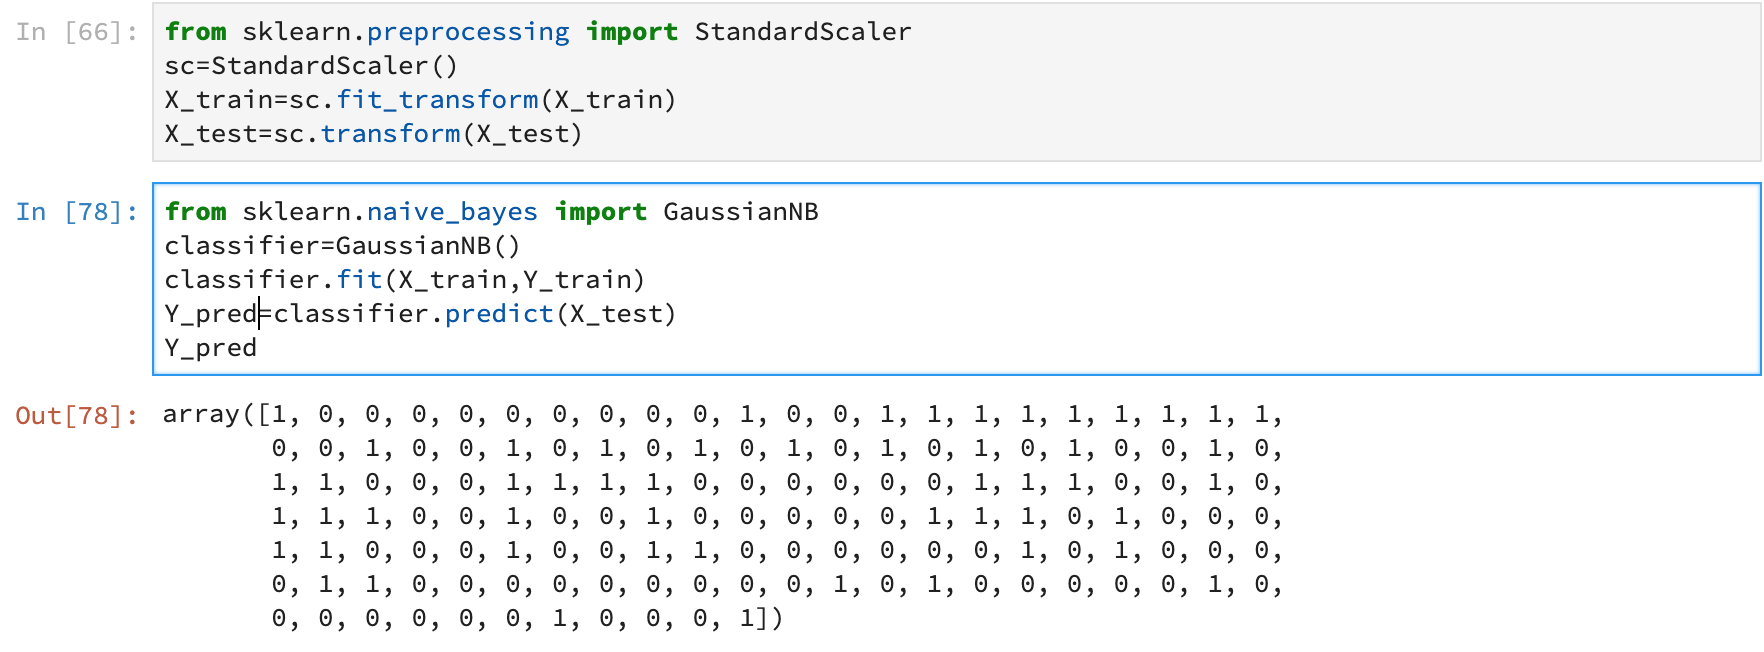 In [66]: from sklearn.preprocessing import StandardScaler
sc=StandardScaler()
X_train=sc.fit_transform(X_train)
X_test=sc.transform(X_test)
In [78]: from sklearn.naive_bayes import GaussianNB
classifier=GaussianNB()
classifier.fit(X_train,Y_train)
Y_pred=classifier.predict(X_test)
Y_pred
Out[78]: array([1, 0, 0, 0, 0, 0, 0, 0, 0, 0, 1, 0, 0, 1, 1, 1, 1, 1, 1, 1, 1, 1,
0, 0, 1, 0, 0, 1, 0, 1, 0, 1, 0, 1, 0, 1, 0, 1, 0, 1, 0, 0, 1, 0,
1, 1, 0, 0, 0, 1, 1, 1, 1, 0, 0, 0, 0, 0, 0, 1, 1, 1, 0, 0, 1, 0,
1, 1, 1, 0, 0, 1, 0, 0, 1, 0, 0, 0, 0, 0, 1, 1, 1, 0, 1, 0, 0, 0,
1, 1, 0, 0, 0, 1, 0, 0, 1, 1, 0, 0, 0, 0, 0, 0, 1, 0, 1, 0, 0, 0,
0, 1, 1, 0, 0, 0, 0, 0, 0, 0, 0, 0, 1, 0, 1, 0, 0, 0, 0, 0, 1, 0,
0, 0, 0, 0, 0, 0, 1, 0, 0, 0, 1])